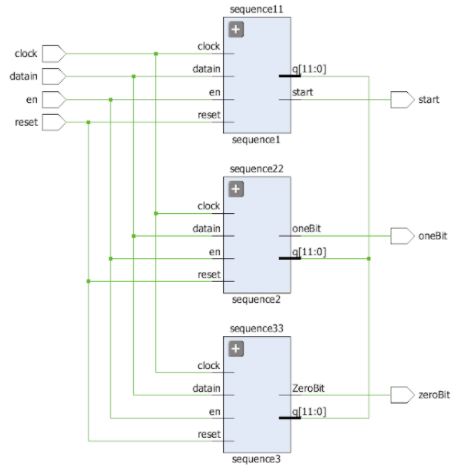 sequence11
clock
clock
datain
datain
q[11:0]
en
en
start
start
reset
reset
sequence1
sequence22
clock
datain
oneBit
oneBit
en
q[11:0]
reset
sequence2
sequence33
clock
datain
ZeroBit
zeroBit
en
q[11:0]
reset
sequence3